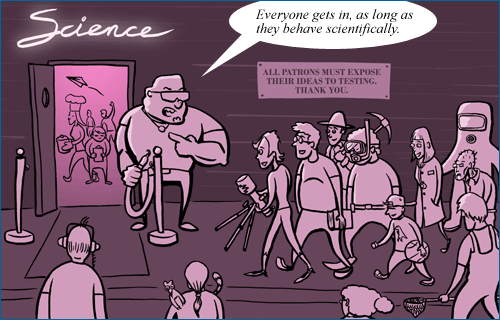 Science
Everyone gets in, as long as
they behave scientifically.
ALL PATRONS MUST EXPOSE
THEIR IDEAS TO TESTING.
THANK YOU.